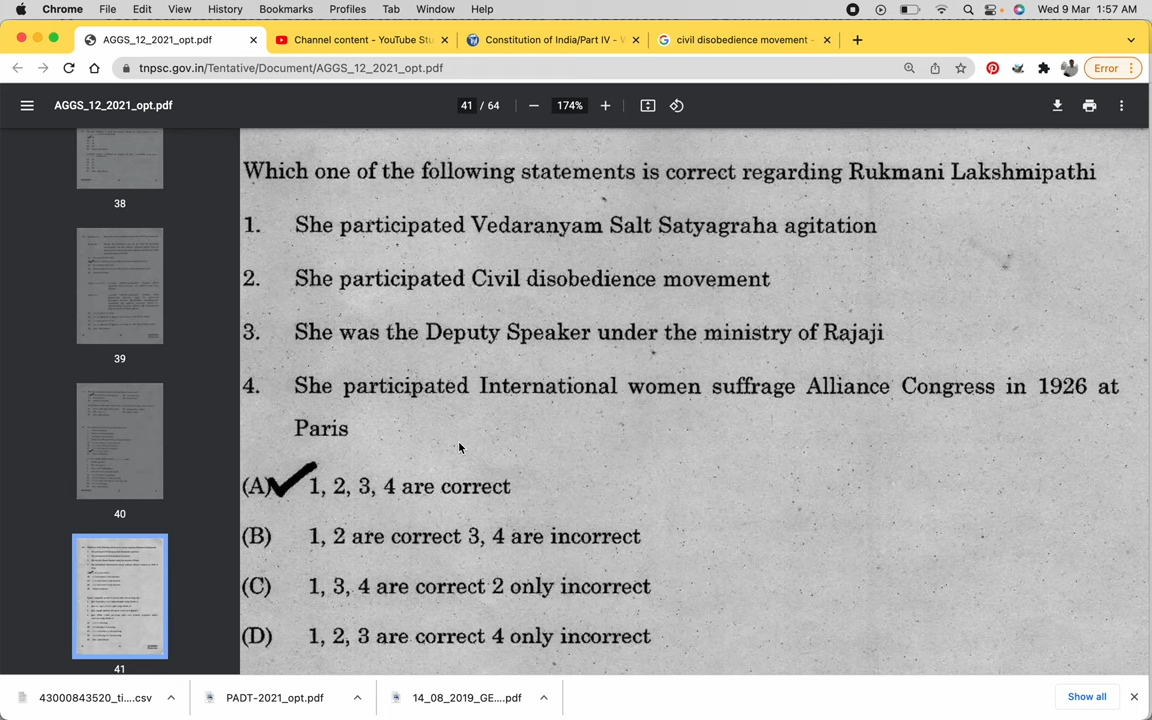 Chrome File Edit View History Bookmarks Profiles Tab Window Help Wed 9 Mar 1:57 AM
AGGS_12_2021_opt.pdf Channel content - YouTube Stu Constitution of India/Part IV - civil disobedience movement -
tnpsc.gov.in/Tentative/Document/AGGS_12_2021_opt.pdf Error
AGGS_12_2021_opt.pdf 41 / 64 174%
38
39
40
41
Which one of the following statements is correct regarding Rukmani Lakshmipathi
1. She participated Vedaranyam Salt Satyagraha agitation
2. She participated Civil disobedience movement
3. She was the Deputy Speaker under the ministry of Rajaji
4. She participated International women suffrage Alliance Congress in 1926 at
Paris
(A) 1, 2, 3, 4 are correct
(B) 1, 2 are correct 3, 4 are incorrect
(C) 1, 3, 4 are correct 2 only incorrect
(D) 1, 2, 3 are correct 4 only incorrect
43000843520_ti....csv PADT-2021_opt.pdf 14_08_2019_GE....pdf Show all